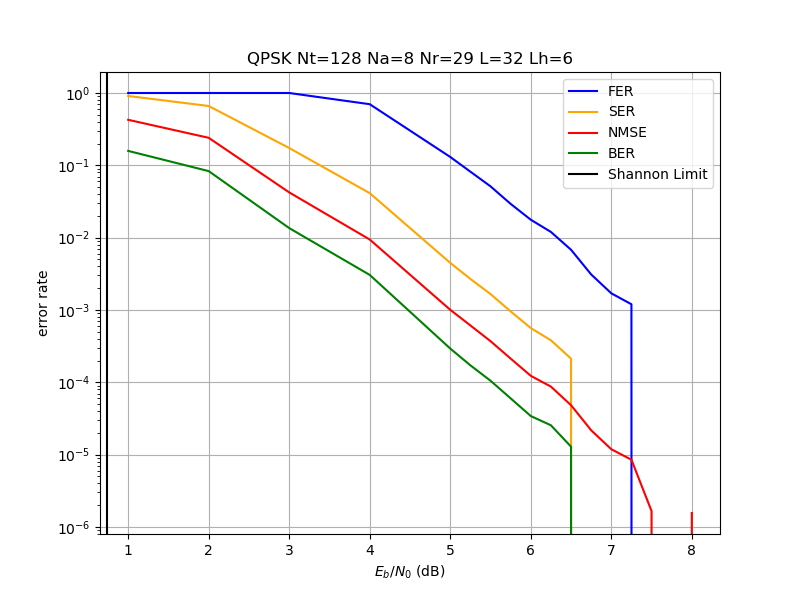 QPSK Nt=128 Na=8 Nr=29 L=32 Lh=6
FER
SER
NMSE
BER
Shannon Limit
error rate
10⁰
10⁻¹
10⁻²
10⁻³
10⁻⁴
10⁻⁵
10⁻⁶
1 2 3 4 5 6 7 8
E_b/N_0 (dB)